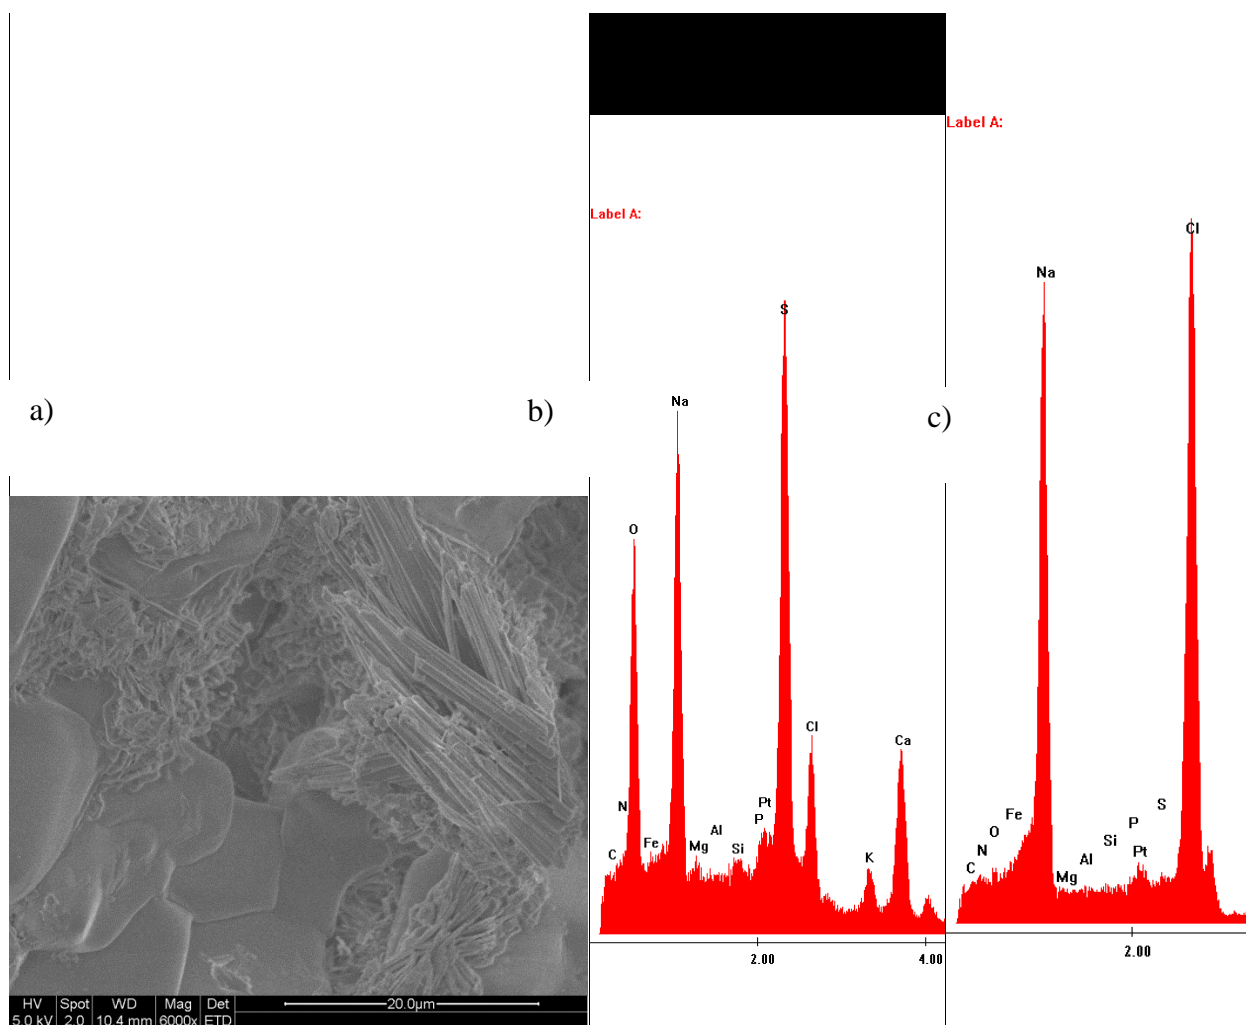 Label A:
Label A:
a)
b)
c)
S
Na
O
Cl
Ca
N
Pt
P
Al
Fe
Mg
Si
C
K
2.00
4.00
Cl
Na
Fe
O
N
C
Mg
Al
Si
P
Pt
S
2.00
HV Spot WD Mag Det
5.0 kV 2.0 10.4 mm 6000x ETD
20.0µm